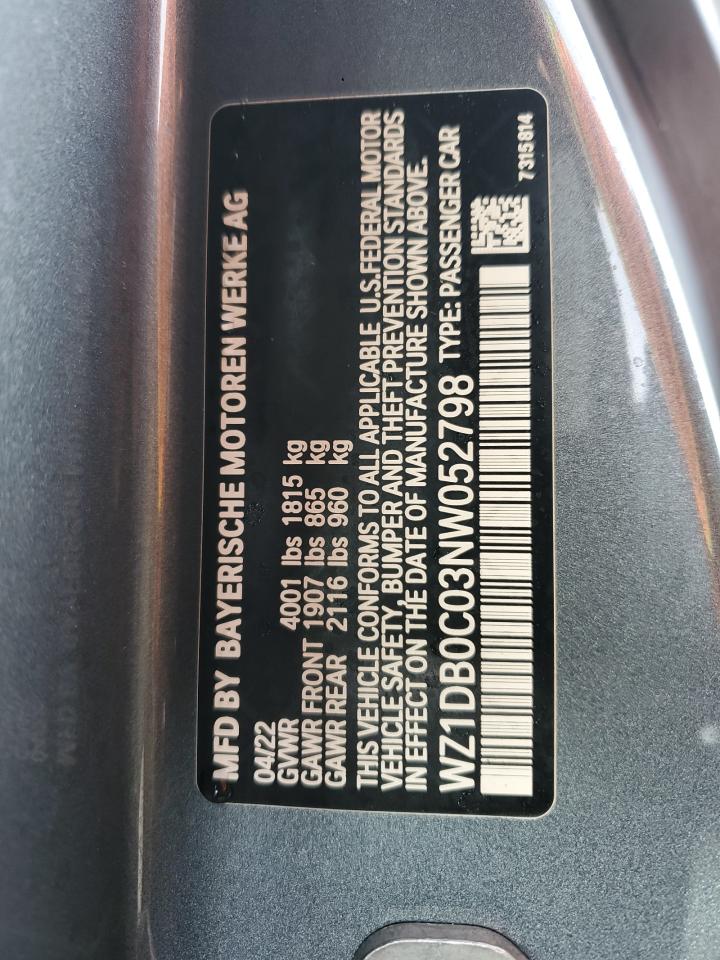 MFD BY BAYERISCHE MOTOREN WERKE AG
04/22
GVWR 4001 lbs 1815 kg
GAWR FRONT 1907 lbs 865 kg
GAWR REAR 2116 lbs 960 kg
THIS VEHICLE CONFORMS TO ALL APPLICABLE U.S.FEDERAL MOTOR
VEHICLE SAFETY, BUMPER AND THEFT PREVENTION STANDARDS
IN EFFECT ON THE DATE OF MANUFACTURE SHOWN ABOVE.
WZ1DB0C03NW052798 TYPE: PASSENGER CAR
7315814